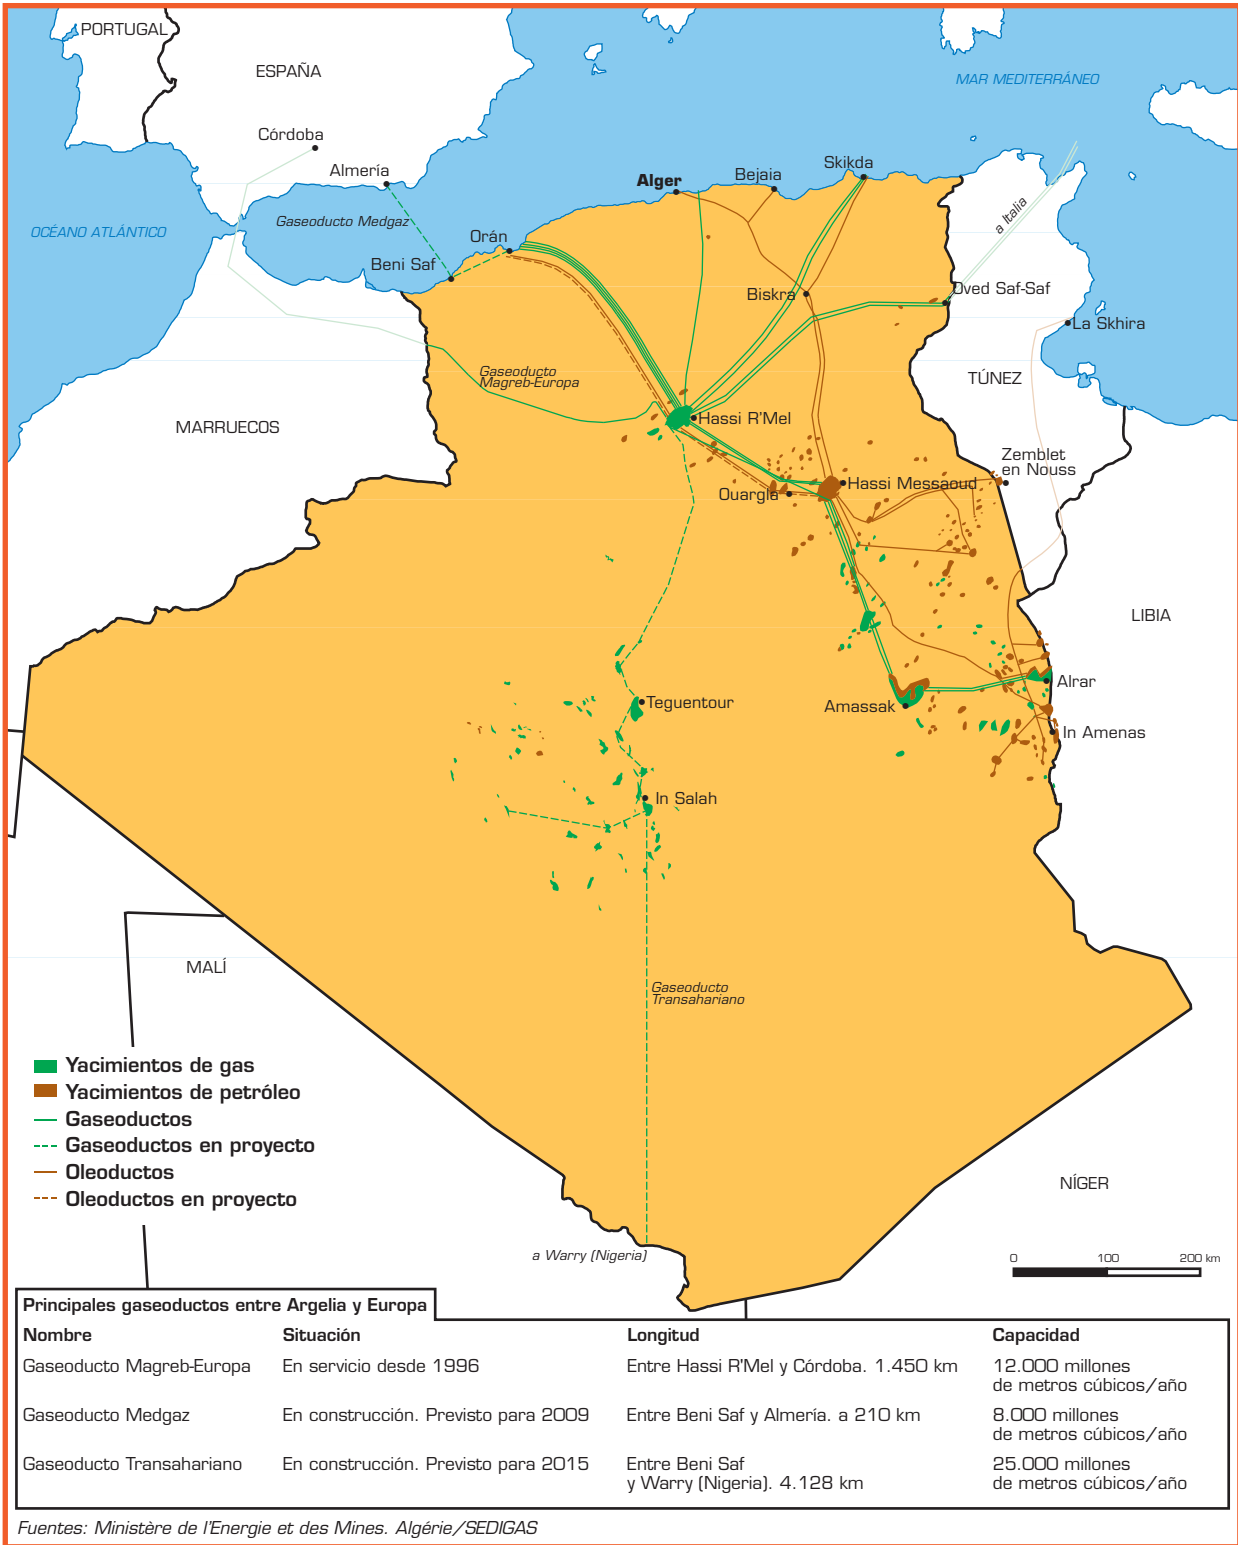 PORTUGAL
ESPAÑA
MAR MEDITERRÁNEO
Córdoba
Almería
Skikda
Bejaia
Alger
Gaseoducto Medgaz
OCÉANO ATLÁNTICO
Orán
a Italia
Beni Saf
Biskra
Oved Saf-Saf
La Skhira
Gaseoducto
Magreb-Europa
TÚNEZ
Hassi R'Mel
MARRUECOS
Zemblet
en Nouss
Hassi Messaoud
Ouargla
LIBIA
Alrar
Teguentour
Amassak
In Amenas
In Salah
MALÍ
Gaseoducto
Transahariano
Yacimientos de gas
Yacimientos de petróleo
Gaseoductos
Gaseoductos en proyecto
Oleoductos
Oleoductos en proyecto
NÍGER
a Warry (Nigeria)
0 100 200 km
Principales gaseoductos entre Argelia y Europa
Nombre Situación Longitud Capacidad
Gaseoducto Magreb-Europa En servicio desde 1996 Entre Hassi R'Mel y Córdoba. 1.450 km 12.000 millones
de metros cúbicos/año
Gaseoducto Medgaz En construcción. Previsto para 2009 Entre Beni Saf y Almería. a 210 km 8.000 millones
de metros cúbicos/año
Gaseoducto Transahariano En construcción. Previsto para 2015 Entre Beni Saf 25.000 millones
y Warry (Nigeria). 4.128 km de metros cúbicos/año
Fuentes: Ministère de l'Energie et des Mines. Algérie/SEDIGAS